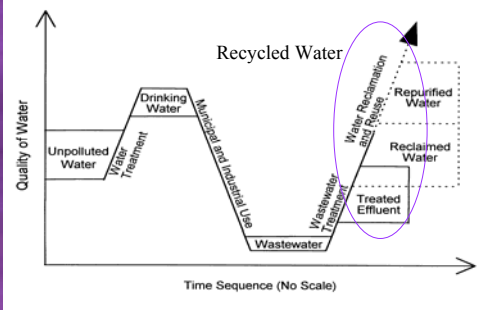 Recycled Water
Quality of Water
Unpolluted
Water
Water
Treatment
Drinking
Water
Municipal and Industrial Use
Wastewater
Wastewater
Treatment
Water Reclamation
and Reuse
Repurified
Water
Reclaimed
Water
Treated
Effluent
Time Sequence (No Scale)